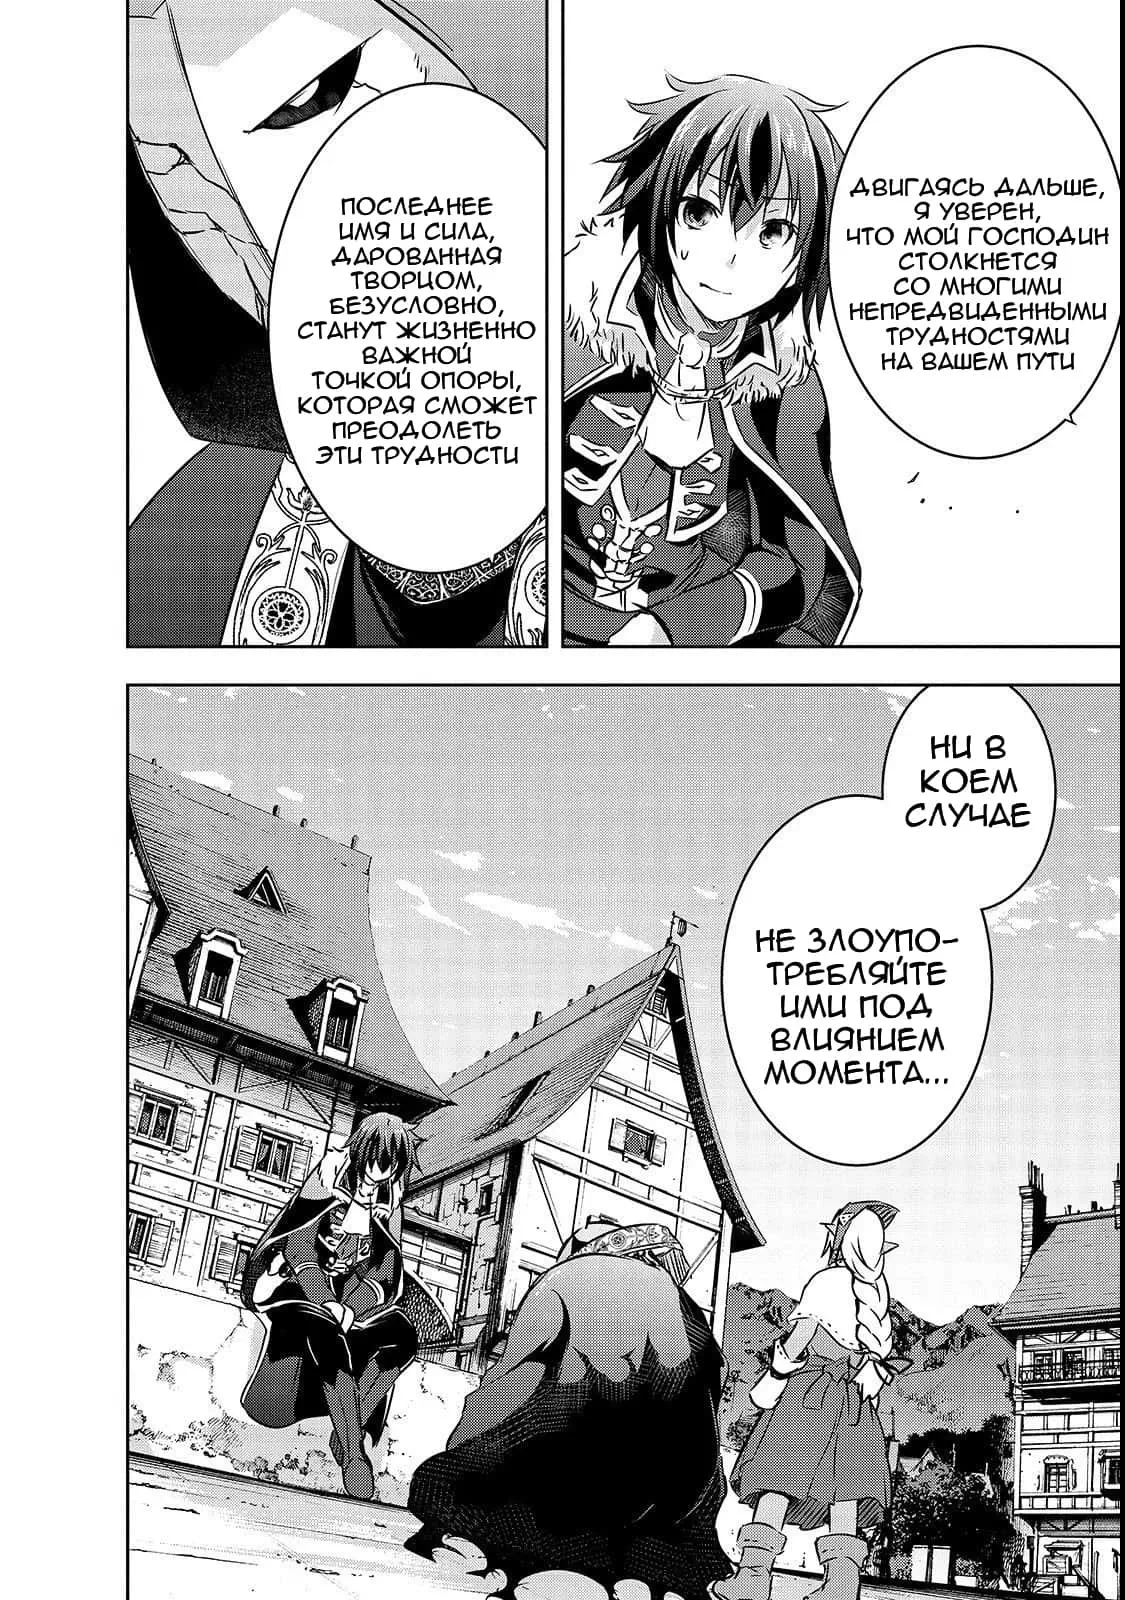 ДВИГАЯСЬ ДАЛЬШЕ,
Я УВЕРЕН,
ЧТО МОЙ ГОСПОДИН
СТОЛКНЕТСЯ
СО МНОГИМИ
НЕПРЕДВИДЕННЫМИ
ТРУДНОСТЯМИ
НА ВАШЕМ ПУТИ
ПОСЛЕДНЕЕ
ИМЯ И СИЛА,
ДАРОВАННАЯ
ТВОРЦОМ,
БЕЗУСЛОВНО,
СТАНУТ ЖИЗНЕННО
ВАЖНОЙ
ТОЧКОЙ ОПОРЫ,
КОТОРАЯ СМОЖЕТ
ПРЕОДОЛЕТЬ
ЭТИ ТРУДНОСТИ
НИ В
КОЕМ
СЛУЧАЕ
НЕ ЗЛОУПО-
ТРЕБЛЯЙТЕ
ИМИ ПОД
ВЛИЯНИЕМ
МОМЕНТА...